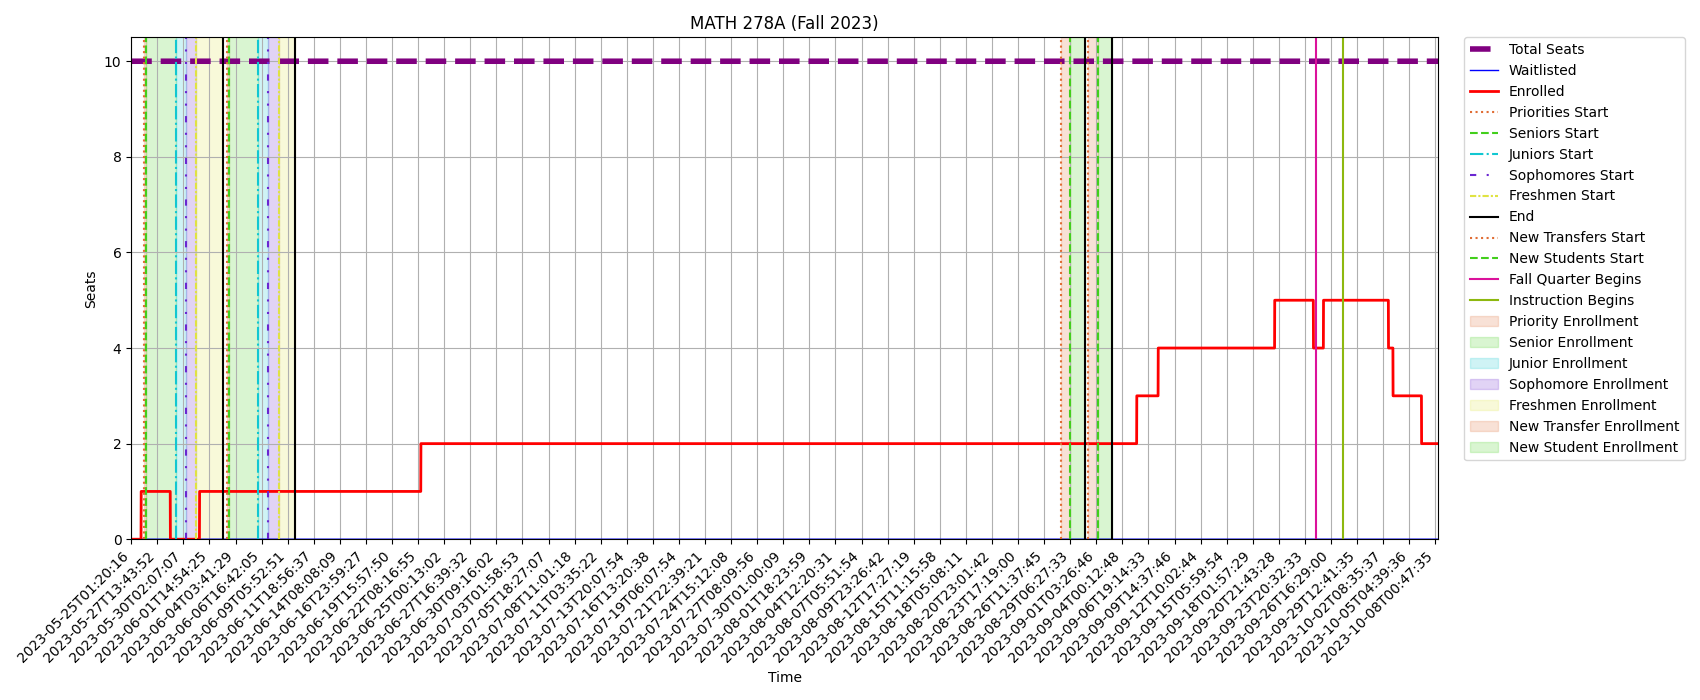 MATH 278A (Fall 2023)
Seats
10
8
6
4
2
0
2023-05-25T01:20:16
2023-05-27T13:43:52
2023-05-30T02:07:07
2023-06-01T14:54:25
2023-06-04T03:41:29
2023-06-06T16:42:05
2023-06-09T05:52:51
2023-06-11T18:56:37
2023-06-14T08:08:09
2023-06-16T23:59:27
2023-06-19T15:57:50
2023-06-22T08:16:55
2023-06-25T00:13:02
2023-06-27T16:39:32
2023-06-30T09:16:02
2023-07-03T01:58:53
2023-07-05T18:27:07
2023-07-08T11:01:18
2023-07-11T03:35:22
2023-07-13T20:07:54
2023-07-16T13:20:38
2023-07-19T06:07:54
2023-07-21T22:39:21
2023-07-24T15:12:08
2023-07-27T08:09:56
2023-07-30T01:00:09
2023-08-01T18:23:59
2023-08-04T12:20:31
2023-08-07T05:51:54
2023-08-09T23:26:42
2023-08-12T17:27:19
2023-08-15T11:15:58
2023-08-18T05:08:11
2023-08-20T23:01:42
2023-08-23T17:19:00
2023-08-26T11:37:45
2023-08-29T06:27:33
2023-09-01T03:26:46
2023-09-04T00:12:48
2023-09-06T19:14:33
2023-09-09T14:37:46
2023-09-12T10:02:44
2023-09-15T05:59:54
2023-09-18T01:57:29
2023-09-20T21:43:28
2023-09-23T20:32:33
2023-09-26T16:29:00
2023-09-29T12:41:35
2023-10-02T08:35:37
2023-10-05T04:39:36
2023-10-08T00:47:35
Time
Total Seats
Waitlisted
Enrolled
Priorities Start
Seniors Start
Juniors Start
Sophomores Start
Freshmen Start
End
New Transfers Start
New Students Start
Fall Quarter Begins
Instruction Begins
Priority Enrollment
Senior Enrollment
Junior Enrollment
Sophomore Enrollment
Freshmen Enrollment
New Transfer Enrollment
New Student Enrollment